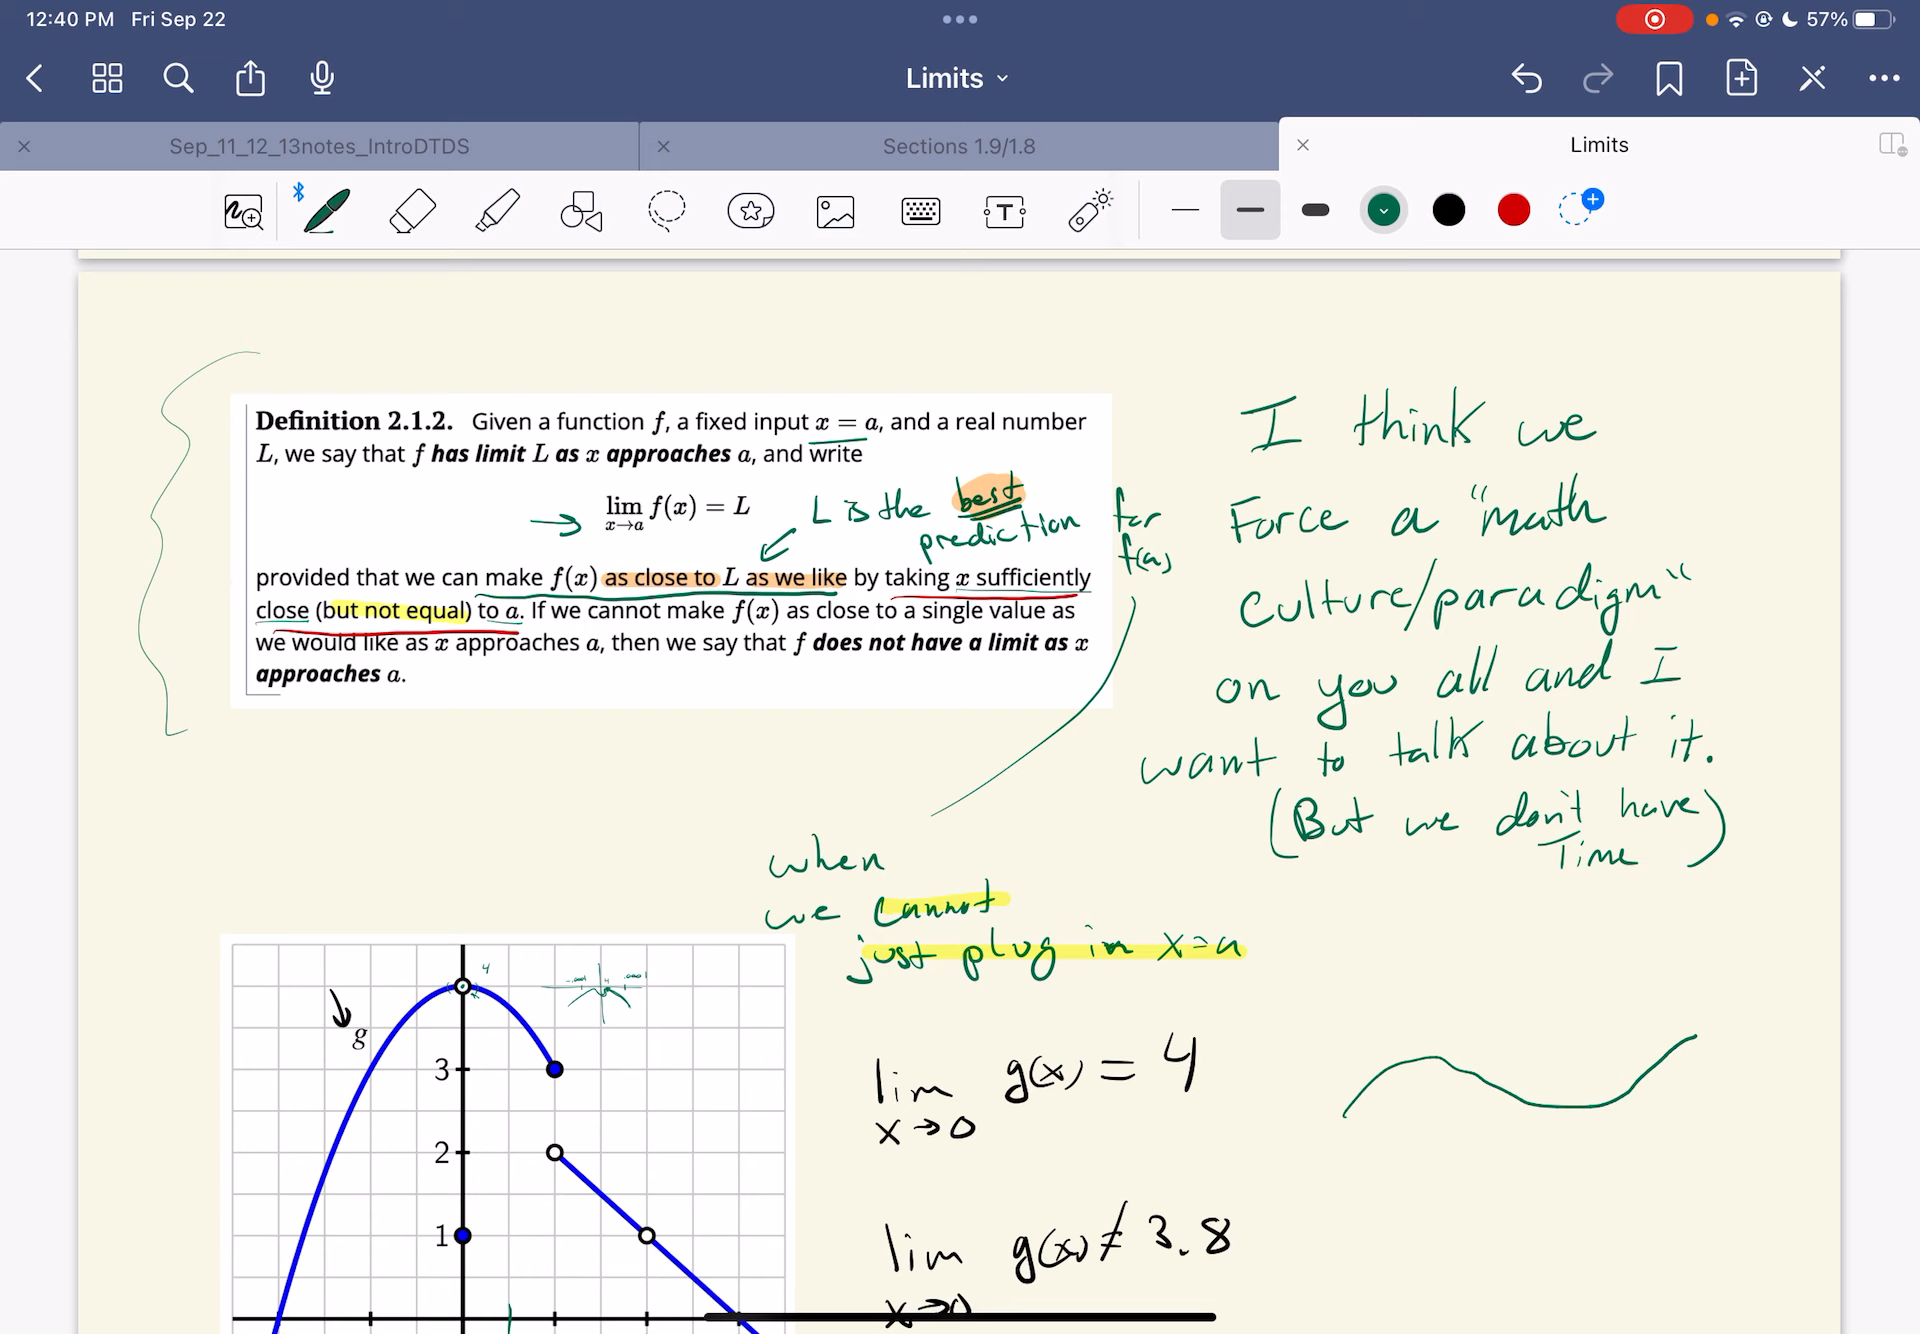 12:40 PM Fri Sep 22
57%
Limits
Sep_11_12_13notes_IntroDTDS
Sections 1.9/1.8
Limits
T
Definition 2.1.2. Given a function f, a fixed input x = a, and a real number
L, we say that f has limit L as x approaches a, and write
lim f(x) = L
x→a
L is the best
prediction
for
f(a)
provided that we can make f(x) as close to L as we like by taking x sufficiently
close (but not equal) to a. If we cannot make f(x) as close to a single value as
we would like as x approaches a, then we say that f does not have a limit as x
approaches a.
I think we
Force a "math
culture/paradigm"
on you all and I
want to talk about it.
(But we don't have)
Time
when
we cannot
just plug in x=a
4
g
3
2
1
lim g(x) = 4
x→0
lim g(x) ≠ 3.8
x→0